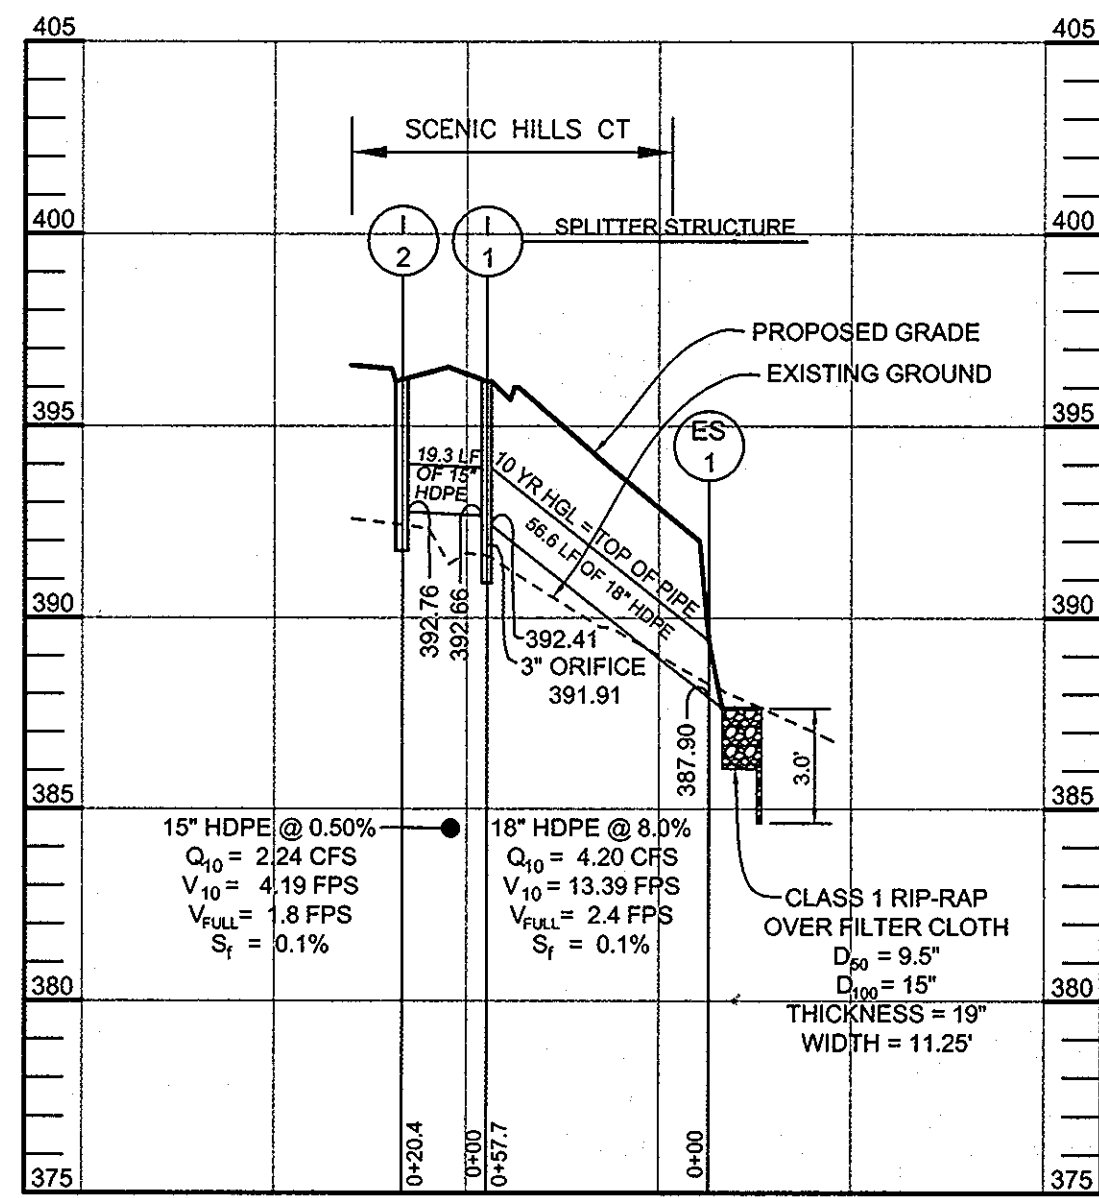 405
405
SCENIC HILLS CT
400
400
I
2
I
1
SPLITTER STRUCTURE
PROPOSED GRADE
EXISTING GROUND
395
395
ES
1
19.3 LF
OF 15"
HDPE
10 YR HGL = TOP OF PIPE
56.6 LF OF 18" HDPE
390
390
392.76
392.66
392.41
3" ORIFICE
391.91
387.90
3.0'
385
385
15" HDPE @ 0.50%
Q10 = 2.24 CFS
V10 = 4.19 FPS
VFULL = 1.8 FPS
Sf = 0.1%
18" HDPE @ 8.0%
Q10 = 4.20 CFS
V10 = 13.39 FPS
VFULL = 2.4 FPS
Sf = 0.1%
CLASS 1 RIP-RAP
OVER FILTER CLOTH
D50 = 9.5"
D100 = 15"
THICKNESS = 19"
WIDTH = 11.25'
380
380
0+20.4
0+00
0+57.7
0+00
375
375